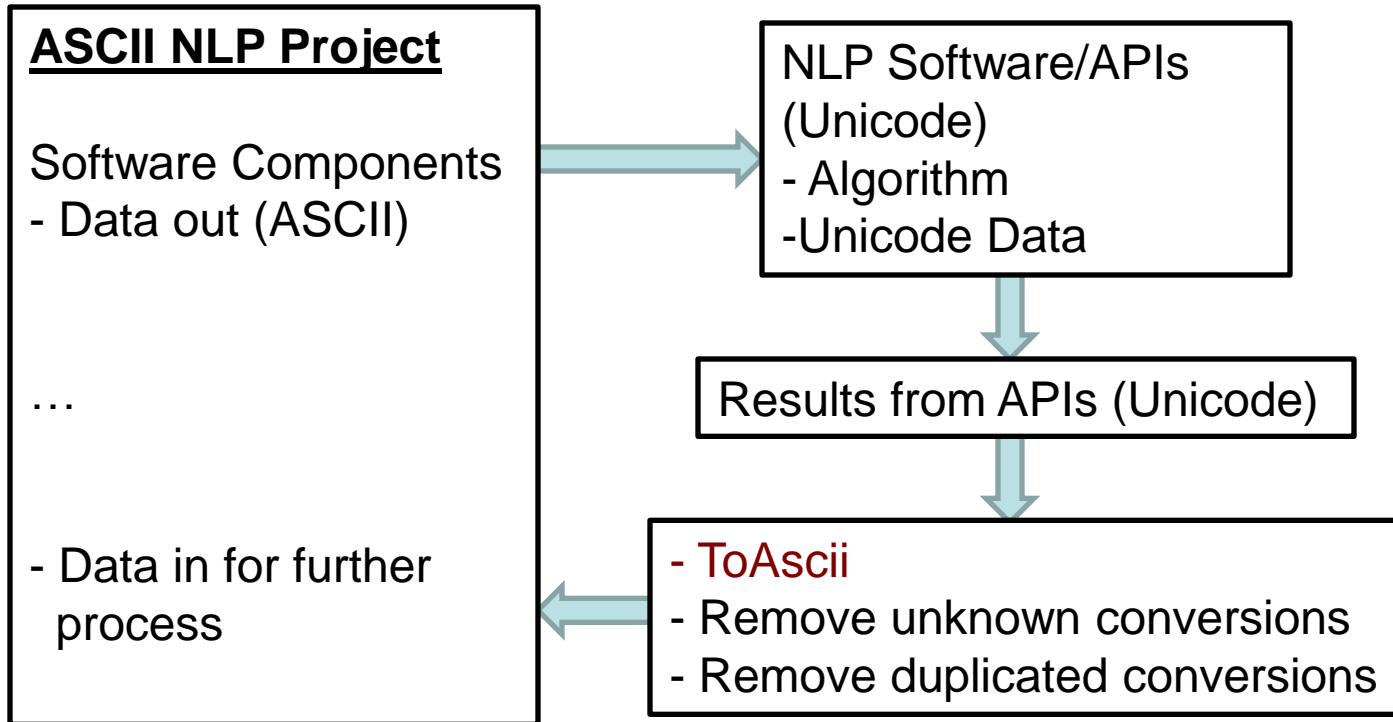 ASCII NLP Project
Software Components
- Data out (ASCII)
…
- Data in for further
process
NLP Software/APIs
(Unicode)
- Algorithm
-Unicode Data
Results from APIs (Unicode)
- ToAscii
- Remove unknown conversions
- Remove duplicated conversions